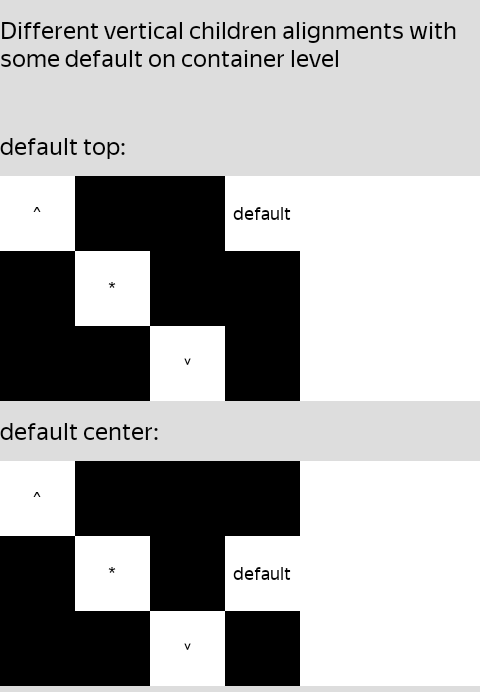 Different vertical children alignments with
some default on container level
default top:
^ default
*
v
default center:
^
* default
v